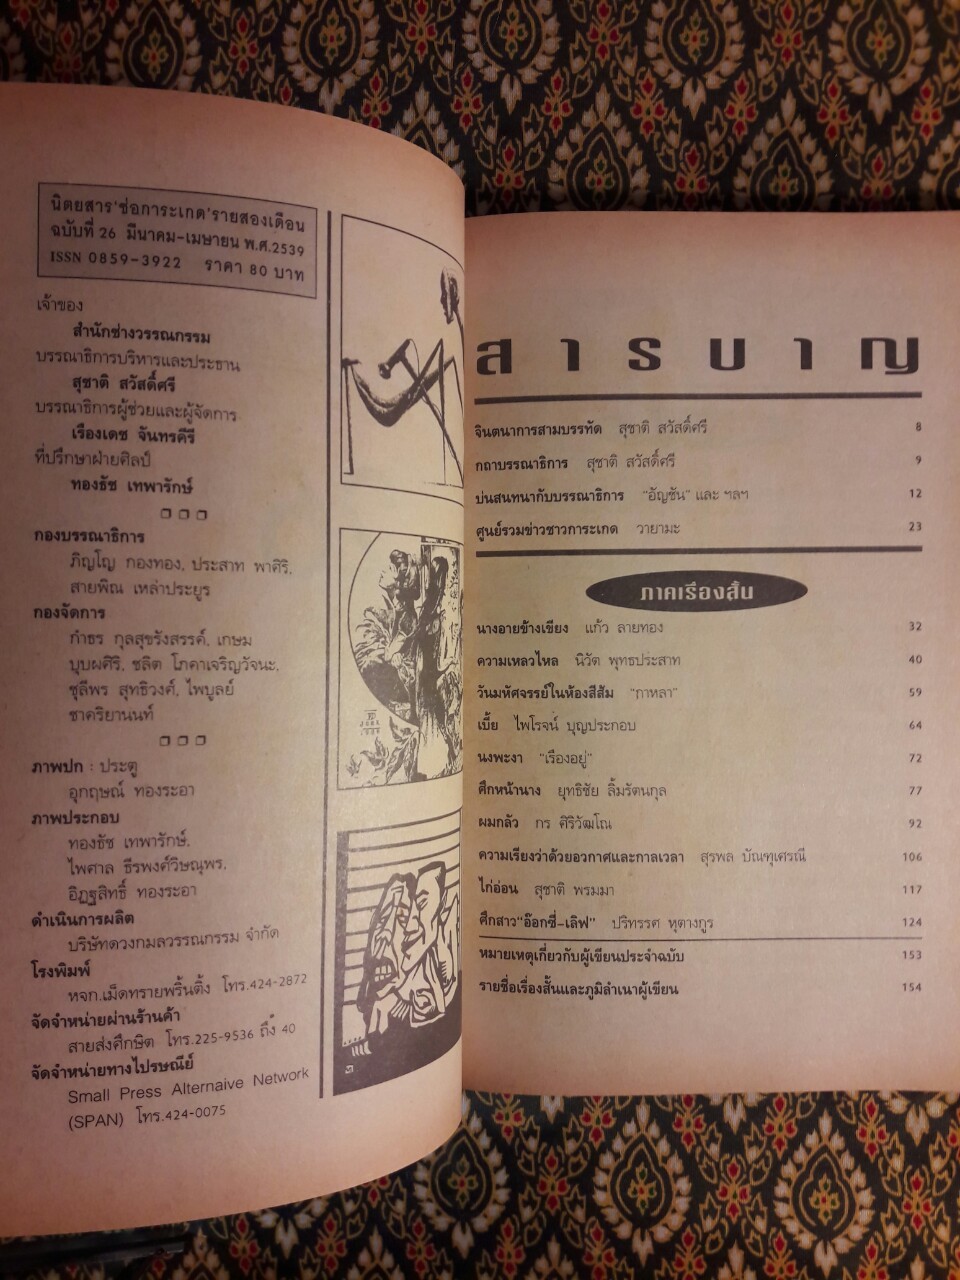 นิตยสาร'ช่อการะเกด'รายสองเดือน
ฉบับที่ 26 มีนาคม-เมษายน พ.ศ.2539
ISSN 0859-3922 ราคา 80 บาท
เจ้าของ
สำนักช่างวรรณกรรม
บรรณาธิการบริหารและประธาน
สุชาติ สวัสดิ์ศรี
บรรณาธิการผู้ช่วยและผู้จัดการ
เรืองเดช จันทรคีรี
ที่ปรึกษาฝ่ายศิลป์
ทองธัช เทพารักษ์
กองบรรณาธิการ
ภิญโญ กองทอง, ประสาท พาศิริ,
สายพิณ เหล่าประยูร
กองจัดการ
กำธร กุลสุขรังสรรค์, เกษม
บุบผศิริ, ชลิต โภคาเจริญวัจนะ,
ชุลีพร สุทธิวงศ์, ไพบูลย์
ชาคริยานนท์
ภาพปก : ประตู
อุกฤษณ์ ทองระอา
ภาพประกอบ
ทองธัช เทพารักษ์,
ไพศาล ธีรพงศ์วิษณุพร,
อิฏฐสิทธิ์ ทองระอา
ดำเนินการผลิต
บริษัทดวงกมลวรรณกรรม จำกัด
โรงพิมพ์
หจก.เม็ดทรายพริ้นติ้ง โทร.424-2872
จัดจำหน่ายผ่านร้านค้า
สายส่งศึกษิต โทร.225-9536 ถึง 40
จัดจำหน่ายทางไปรษณีย์
Small Press Alternaive Network
(SPAN) โทร.424-0075
สารบาญ
จินตนาการสามบรรทัด สุชาติ สวัสดิ์ศรี 8
กถาบรรณาธิการ สุชาติ สวัสดิ์ศรี 9
บ่นสนทนากับบรรณาธิการ "อัญชัน" และ ฯลฯ 12
ศูนย์รวมข่าวชาวการะเกด วายามะ 23
ภาคเรื่องสั้น
นางอายข้างเขียง แก้ว ลายทอง 32
ความเหลวไหล นิวัต พุทธประสาท 40
วันมหัศจรรย์ในห้องสีส้ม "กาหลา" 59
เบี้ย ไพโรจน์ บุญประกอบ 64
นงพะงา "เรืองอยู่" 72
ศึกหน้านาง ยุทธิชัย ลิ้มรัตนกุล 77
ผมกลัว กร ศิริวัฒโณ 92
ความเรียงว่าด้วยอวกาศและกาลเวลา สุรพล บัณฑุเศรณี 106
ไก่อ่อน สุชาติ พรมมา 117
ศึกสาว"อ๊อกซี่-เลิฟ" ปริทรรศ หุตางกูร 124
หมายเหตุเกี่ยวกับผู้เขียนประจำฉบับ 153
รายชื่อเรื่องสั้นและภูมิลำเนาผู้เขียน 154